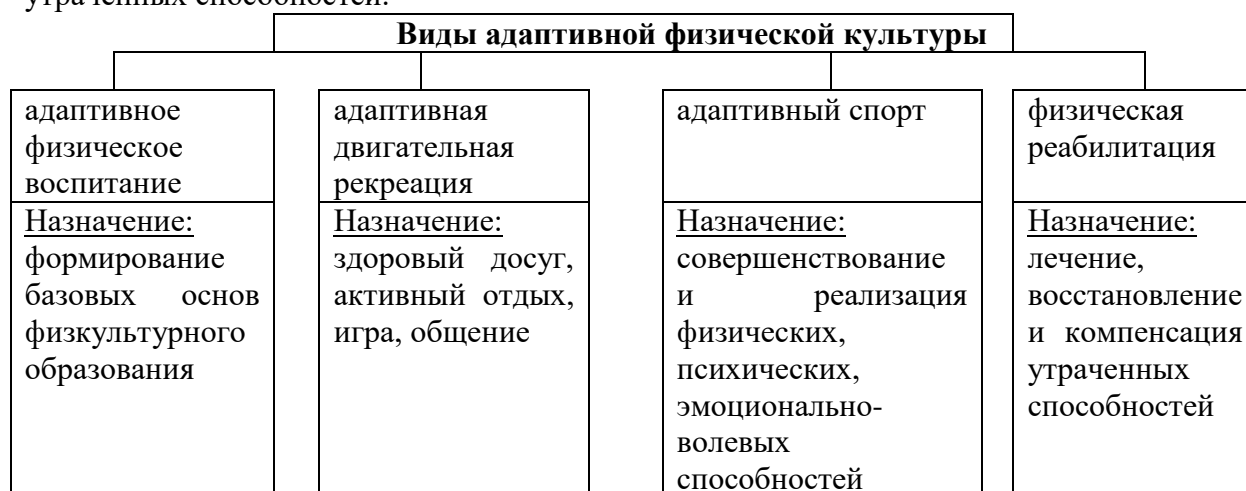 утраченных способностей.
Виды адаптивной физической культуры
адаптивное
физическое
воспитание
Назначение:
формирование
базовых основ
физкультурного
образования
адаптивная
двигательная
рекреация
Назначение:
здоровый досуг,
активный отдых,
игра, общение
адаптивный спорт
Назначение:
совершенствование
и реализация
физических,
психических,
эмоционально-
волевых
способностей
физическая
реабилитация
Назначение:
лечение,
восстановление
и компенсация
утраченных
способностей